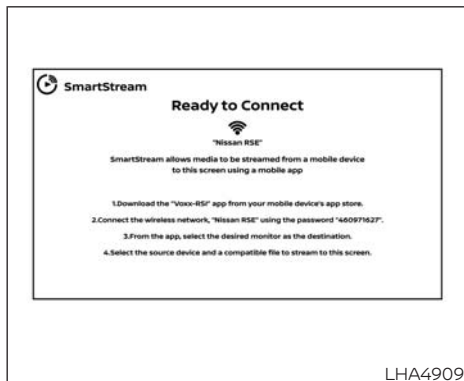 SmartStream
Ready to Connect
"Nissan RSE"
SmartStream allows media to be streamed from a mobile device
to this screen using a mobile app
1.Download the "Voxx-RSI" app from your mobile device's app store.
2.Connect the wireless network, "Nissan RSE" using the password "460971627".
3.From the app, select the desired monitor as the destination.
4.Select the source device and a compatible file to stream to this screen.
LHA4909